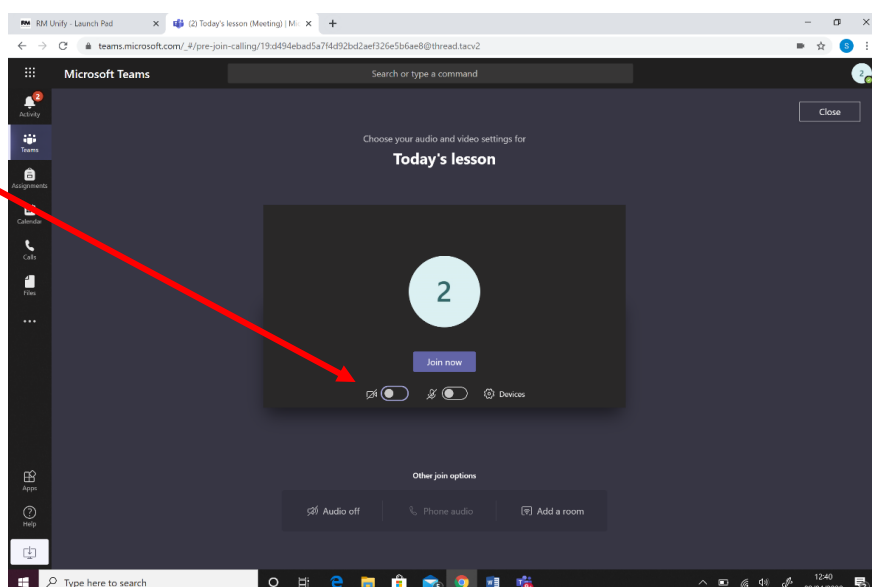 RM Unify - Launch Pad
(2) Today's lesson (Meeting) | Mi
teams.microsoft.com/_#/pre-join-calling/19:d494ebad5a7f4d92bd2aef326e5b6ae8@thread.tacv2
S
Microsoft Teams
Search or type a command
2
2
Activity
Close
Choose your audio and video settings for
Teams
Today's lesson
Assignments
Calendar
Calls
2
Files
Join now
Devices
Other join options
Apps
Audio off
Phone audio
Add a room
Help
Type here to search
12:40